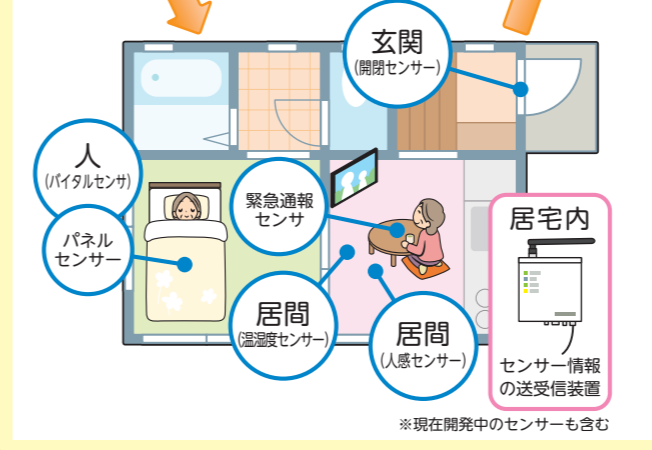 玄関
(開閉センサー)
人
(バイタルセンサ)
パネル
センサー
緊急通報
センサ
居間
(温湿度センサー)
居間
(人感センサー)
居宅内
センサー情報
の送受信装置
※現在開発中のセンサーも含む